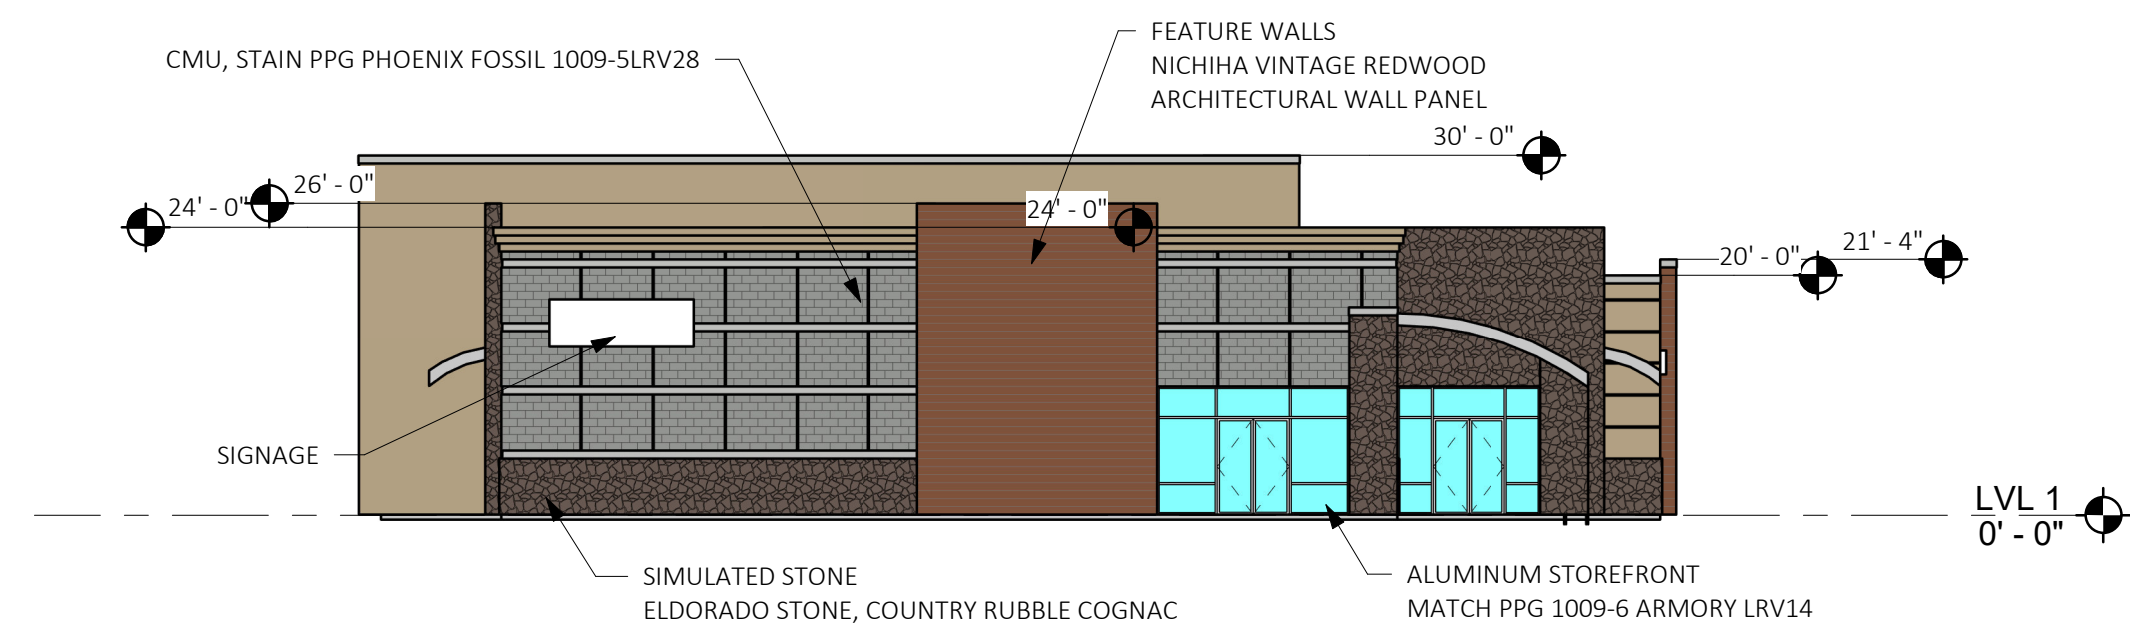 FEATURE WALLS
NICHIHA VINTAGE REDWOOD
ARCHITECTURAL WALL PANEL
CMU, STAIN PPG PHOENIX FOSSIL 1009-5LRV28
30' - 0"
26' - 0"
24' - 0"
24' - 0"
20' - 0"
21' - 4"
SIGNAGE
LVL 1
0' - 0"
SIMULATED STONE
ELDORADO STONE, COUNTRY RUBBLE COGNAC
ALUMINUM STOREFRONT
MATCH PPG 1009-6 ARMORY LRV14